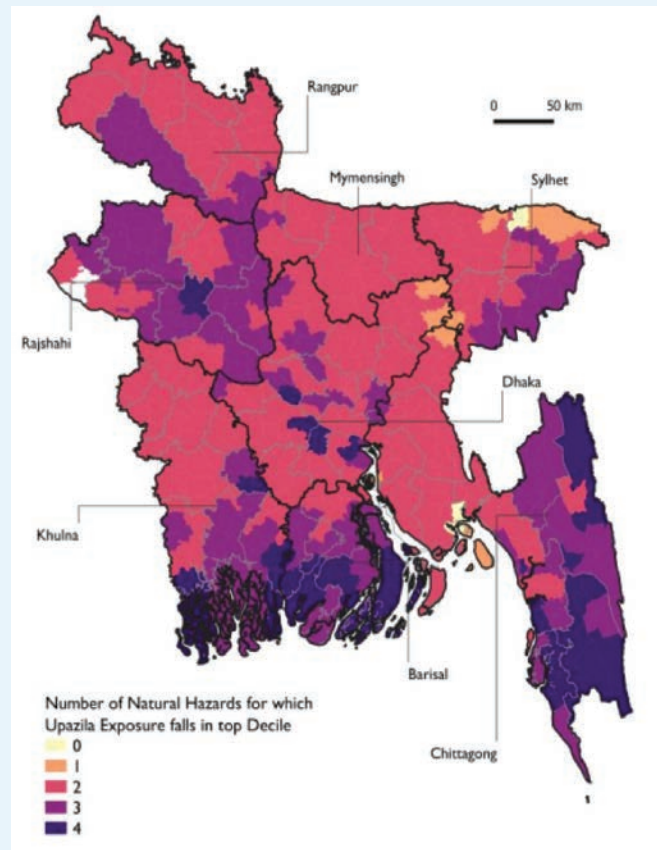 Rangpur
0 50 km
Mymensingh
Sylhet
Rajshahi
Dhaka
Khulna
Barisal
Number of Natural Hazards for which
Upazila Exposure falls in top Decile
0
1
2
3
4
Chittagong